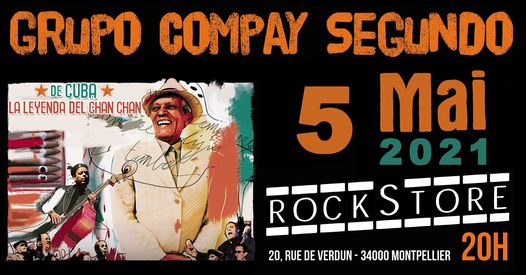 GRUPO COMPAY SEGUNDO
DE CUBA
LA LEYENDA DEL CHAN CHAN
5 Mai
2021
ROCKSTORE
20, RUE DE VERDUN - 34000 MONTPELLIER
20H